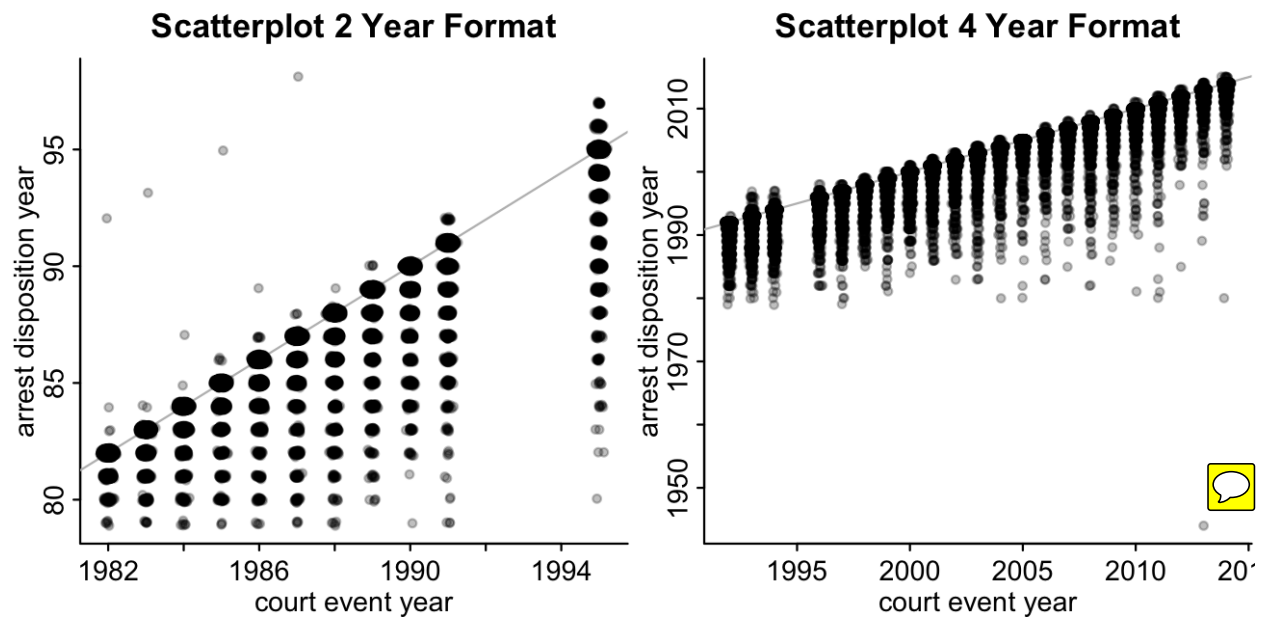 Scatterplot 2 Year Format
Scatterplot 4 Year Format
arrest disposition year
95
90
85
80
1982
1986
1990
1994
court event year
arrest disposition year
2010
1990
1970
1950
1995
2000
2005
2010
201
court event year